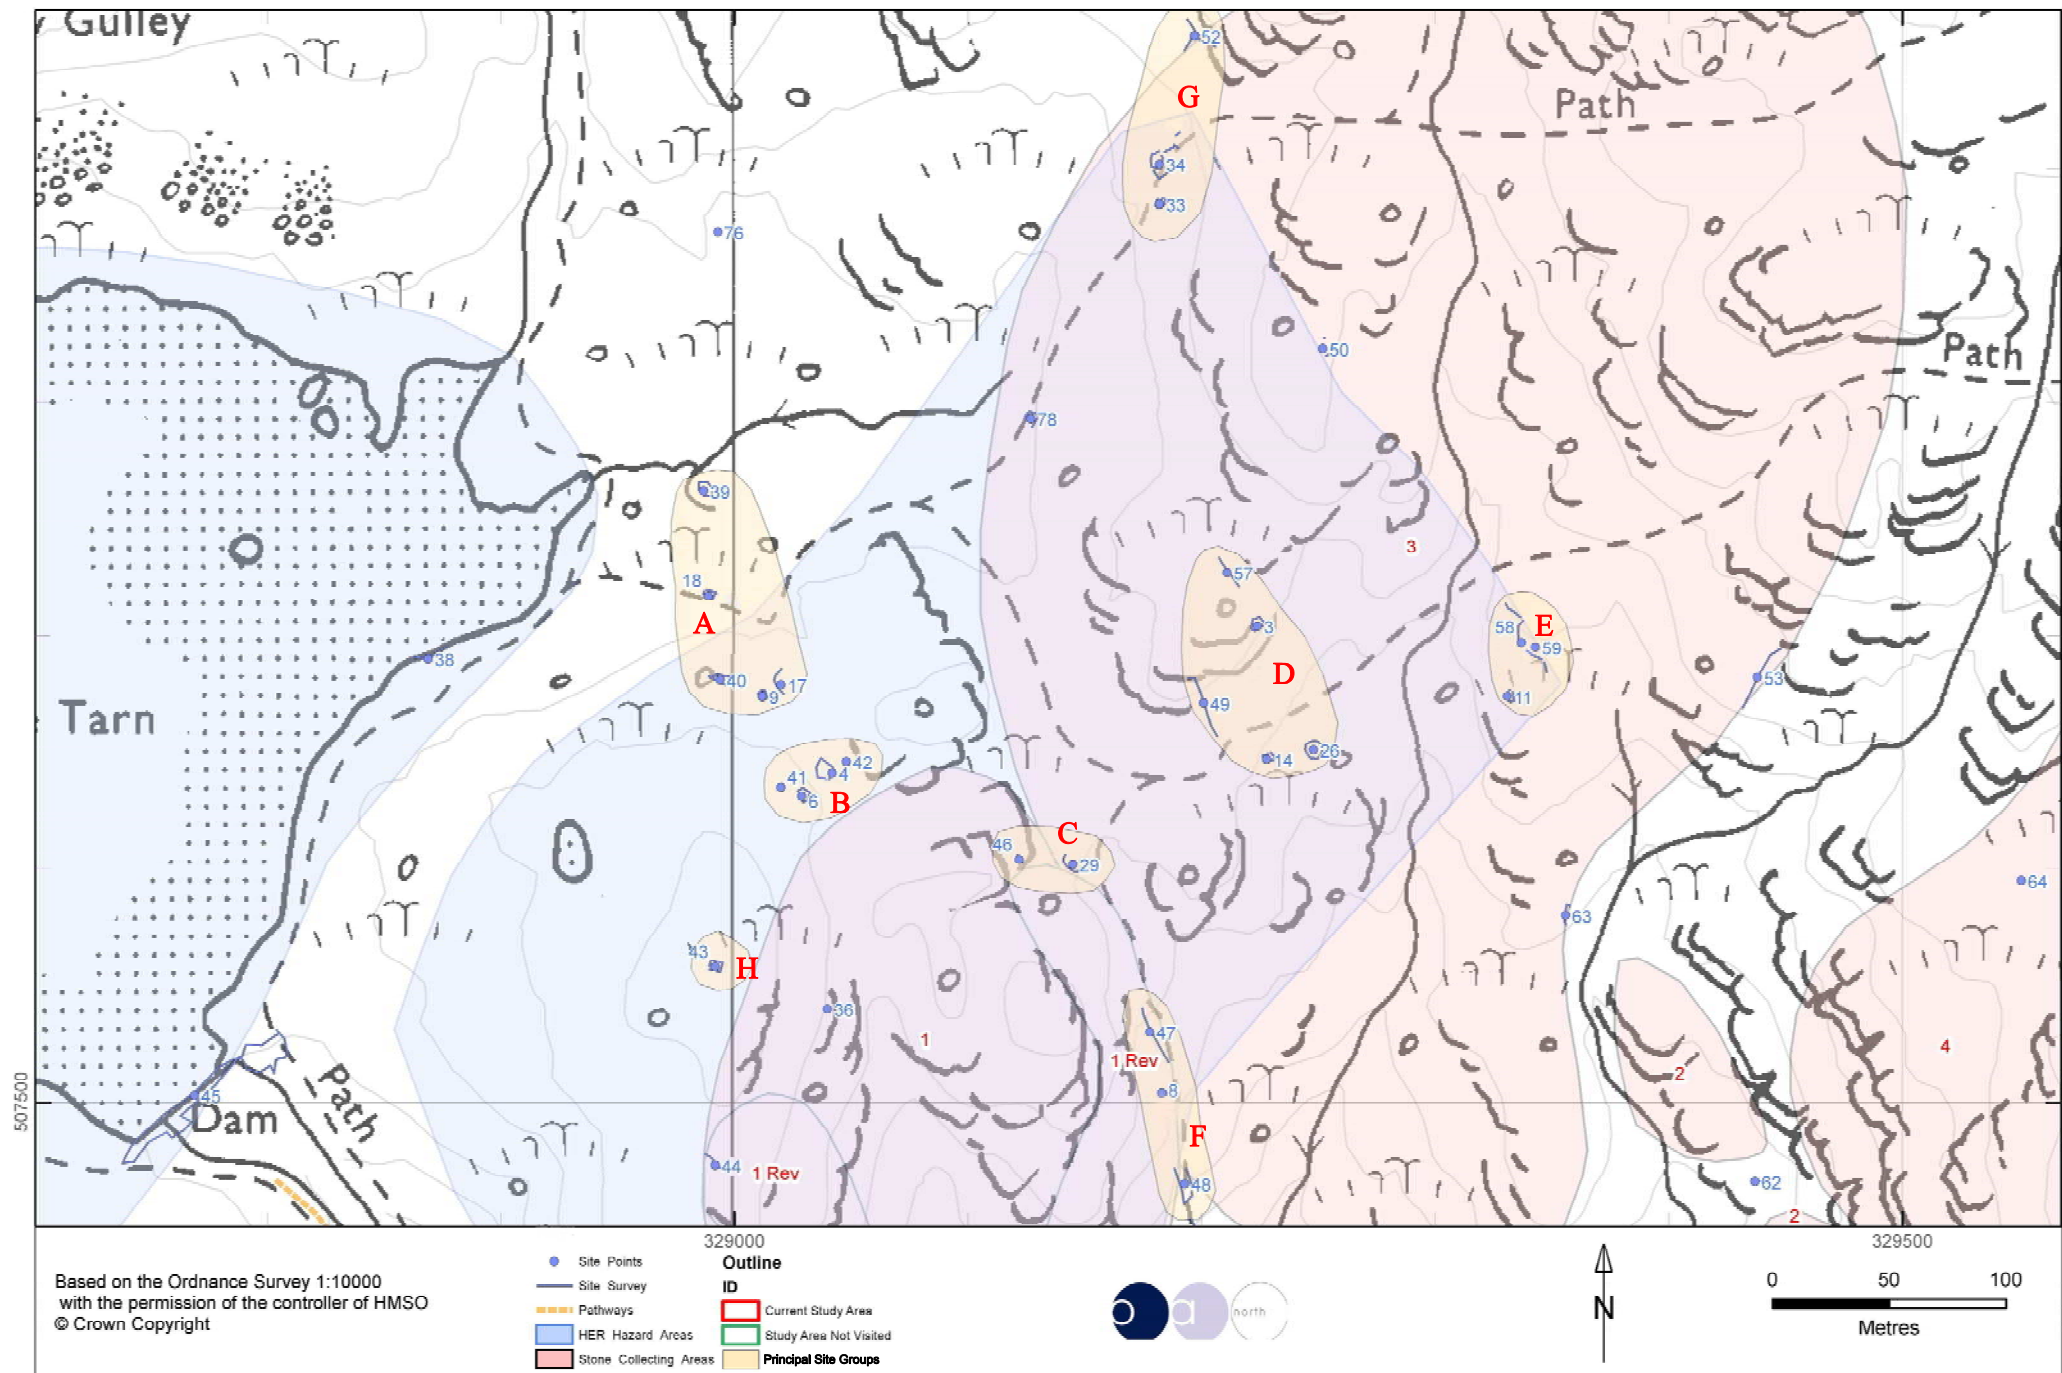 Gulley
52
G
Path
34
33
76
50
Path
78
39
3
18
57
A
3
58
E
59
38
D
53
40
9
17
49
11
Tarn
14
26
41
4
42
6
B
C
46
29
64
63
43
H
36
1
47
4
1 Rev
2
8
507500
45
Dam
Path
F
44
1 Rev
48
62
2
329000
329500
Based on the Ordnance Survey 1:10000
with the permission of the controller of HMSO
© Crown Copyright
Site Points
Site Survey
Pathways
HER Hazard Areas
Stone Collecting Areas
Outline
ID
Current Study Area
Study Area Not Visited
Principal Site Groups
o a north
N
0 50 100
Metres